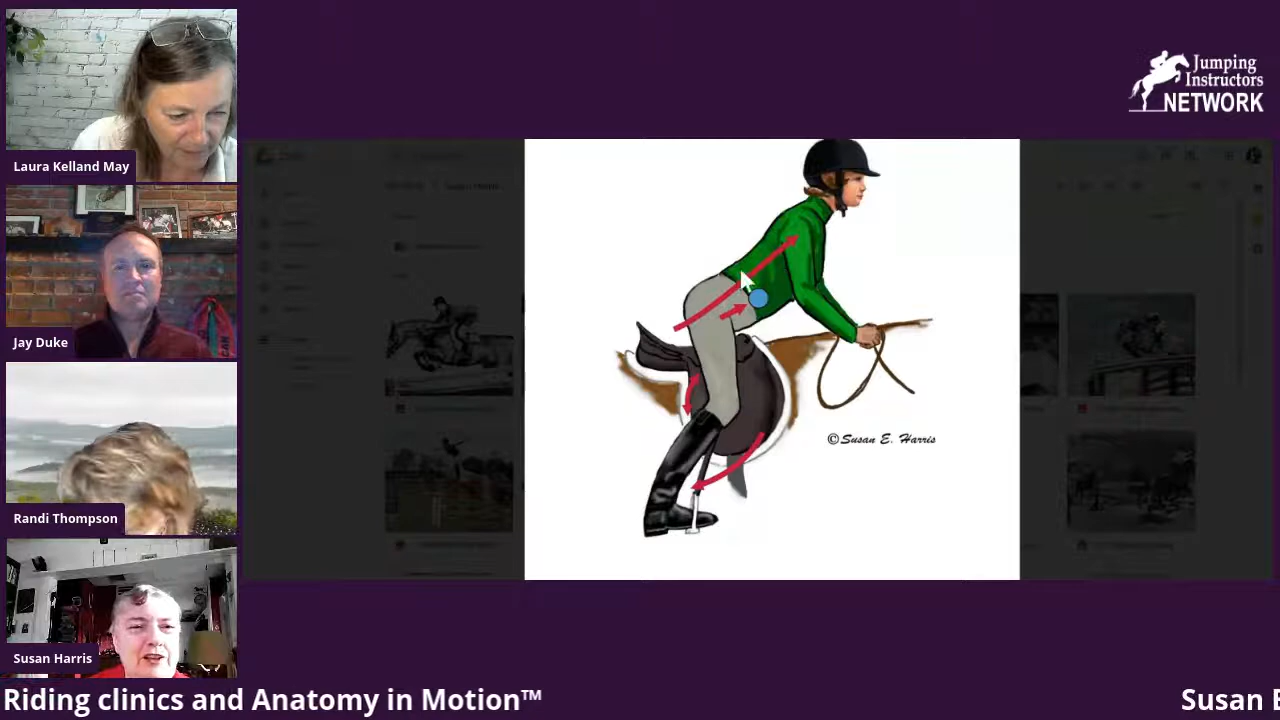 Laura Kelland May
Jay Duke
Randi Thompson
Susan Harris
Jumping
Instructors
NETWORK
©Susan E. Harris
CAN
Riding clinics and Anatomy in Motion™
Susan E